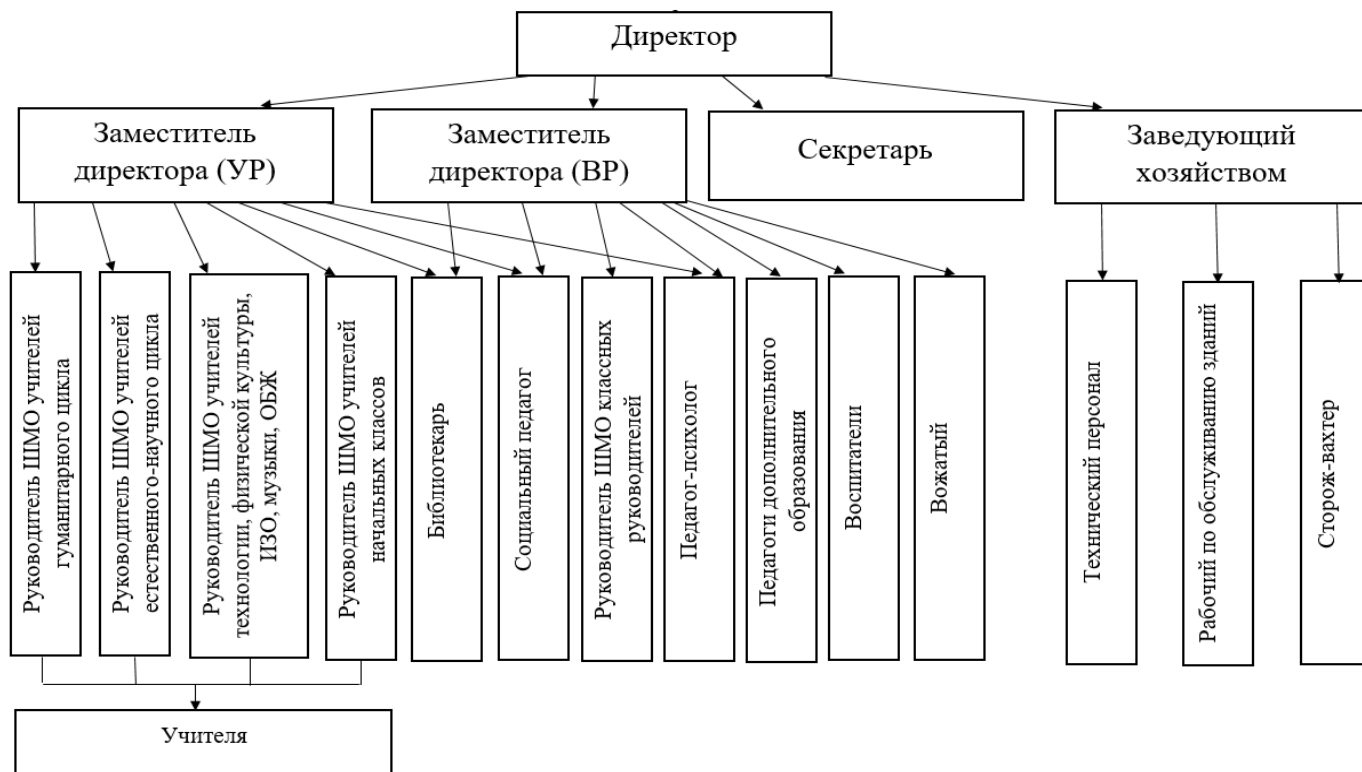 Директор
Заместитель
директора (УР)
Заместитель
директора (ВР)
Секретарь
Заведующий
хозяйством
Руководитель ШМО учителей
гуманитарного цикла
Руководитель ШМО учителей
естественного-научного цикла
Руководитель ШМО учителей
технологии, физической культуры,
ИЗО, музыки, ОБЖ
Руководитель ШМО учителей
начальных классов
Библиотекарь
Социальный педагог
Руководитель ШМО классных
руководителей
Педагог-психолог
Педагоги дополнительного
образования
Воспитатели
Вожатый
Технический персонал
Рабочий по обслуживанию зданий
Сторож-вахтер
Учителя